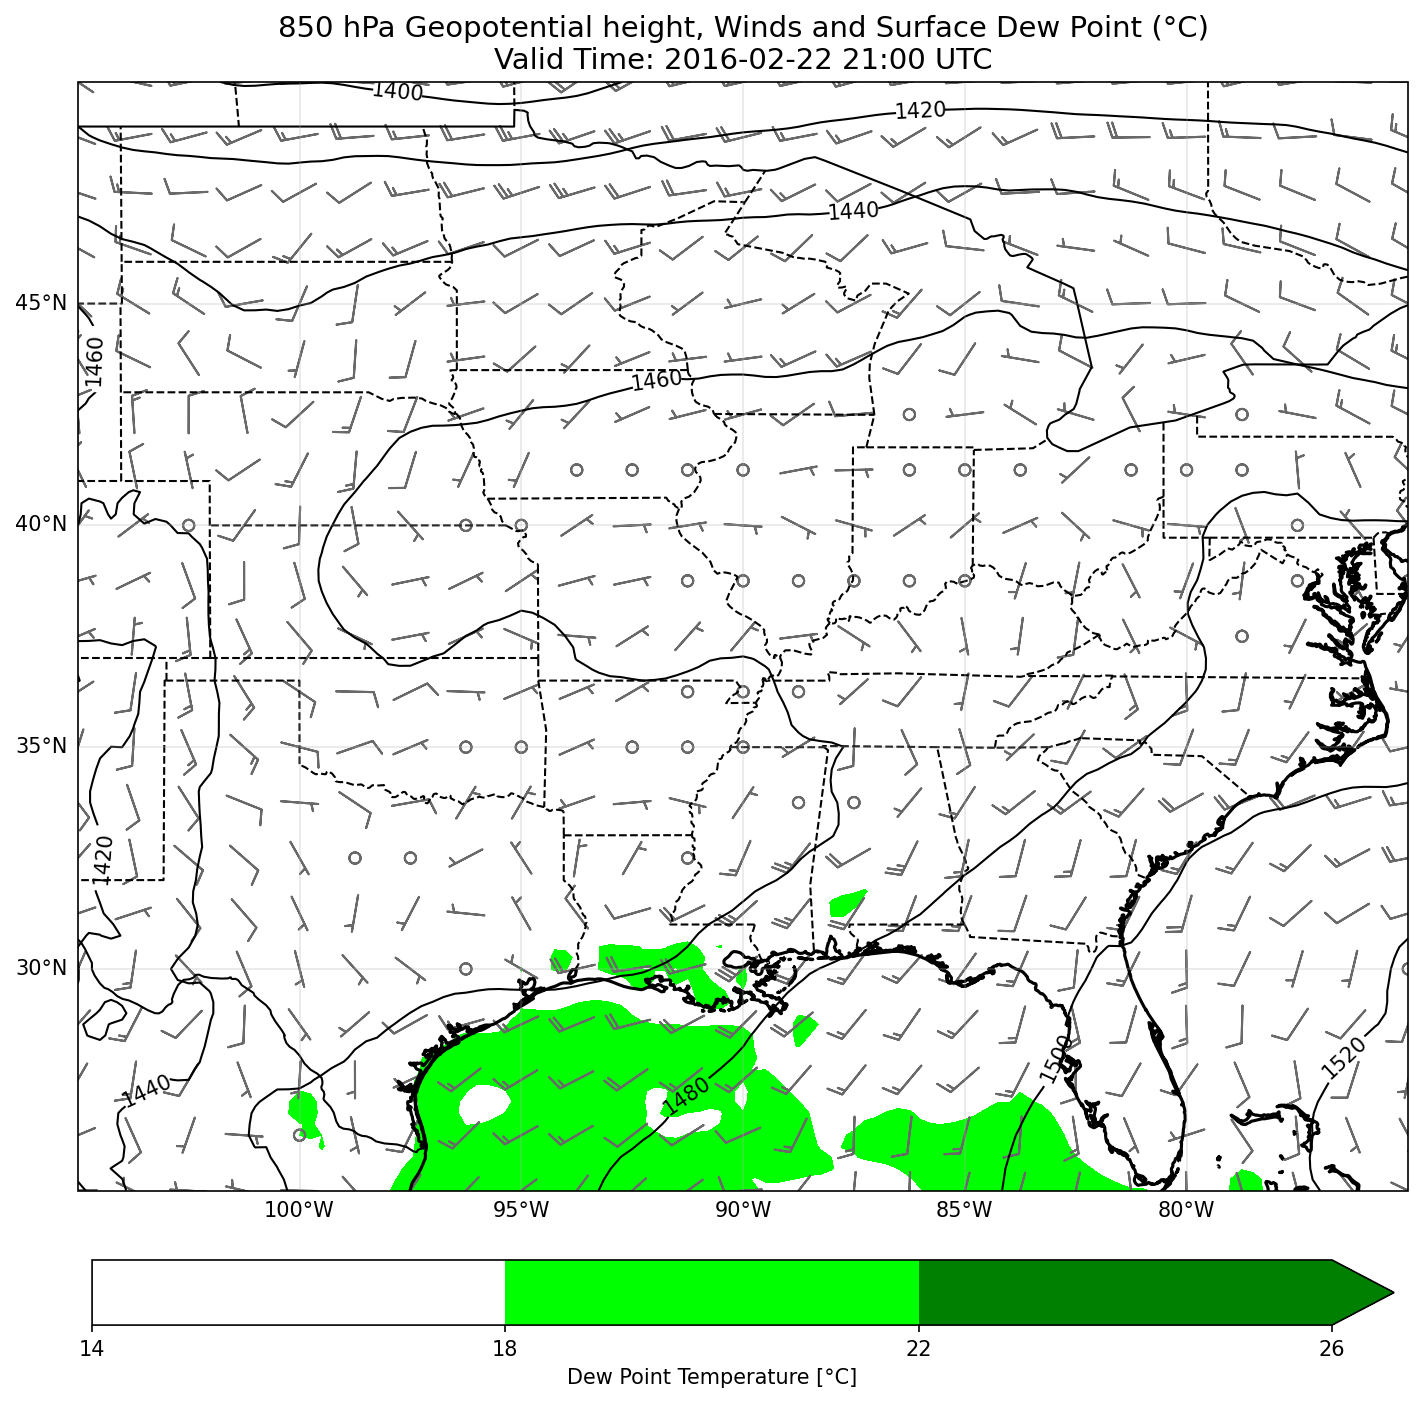 850 hPa Geopotential height, Winds and Surface Dew Point (°C)
Valid Time: 2016-02-22 21:00 UTC
1400
1420
1440
45°N
1460
1460
40°N
35°N
1420
30°N
1440
1480
1500
1520
100°W 95°W 90°W 85°W 80°W
14 18 22 26
Dew Point Temperature [°C]